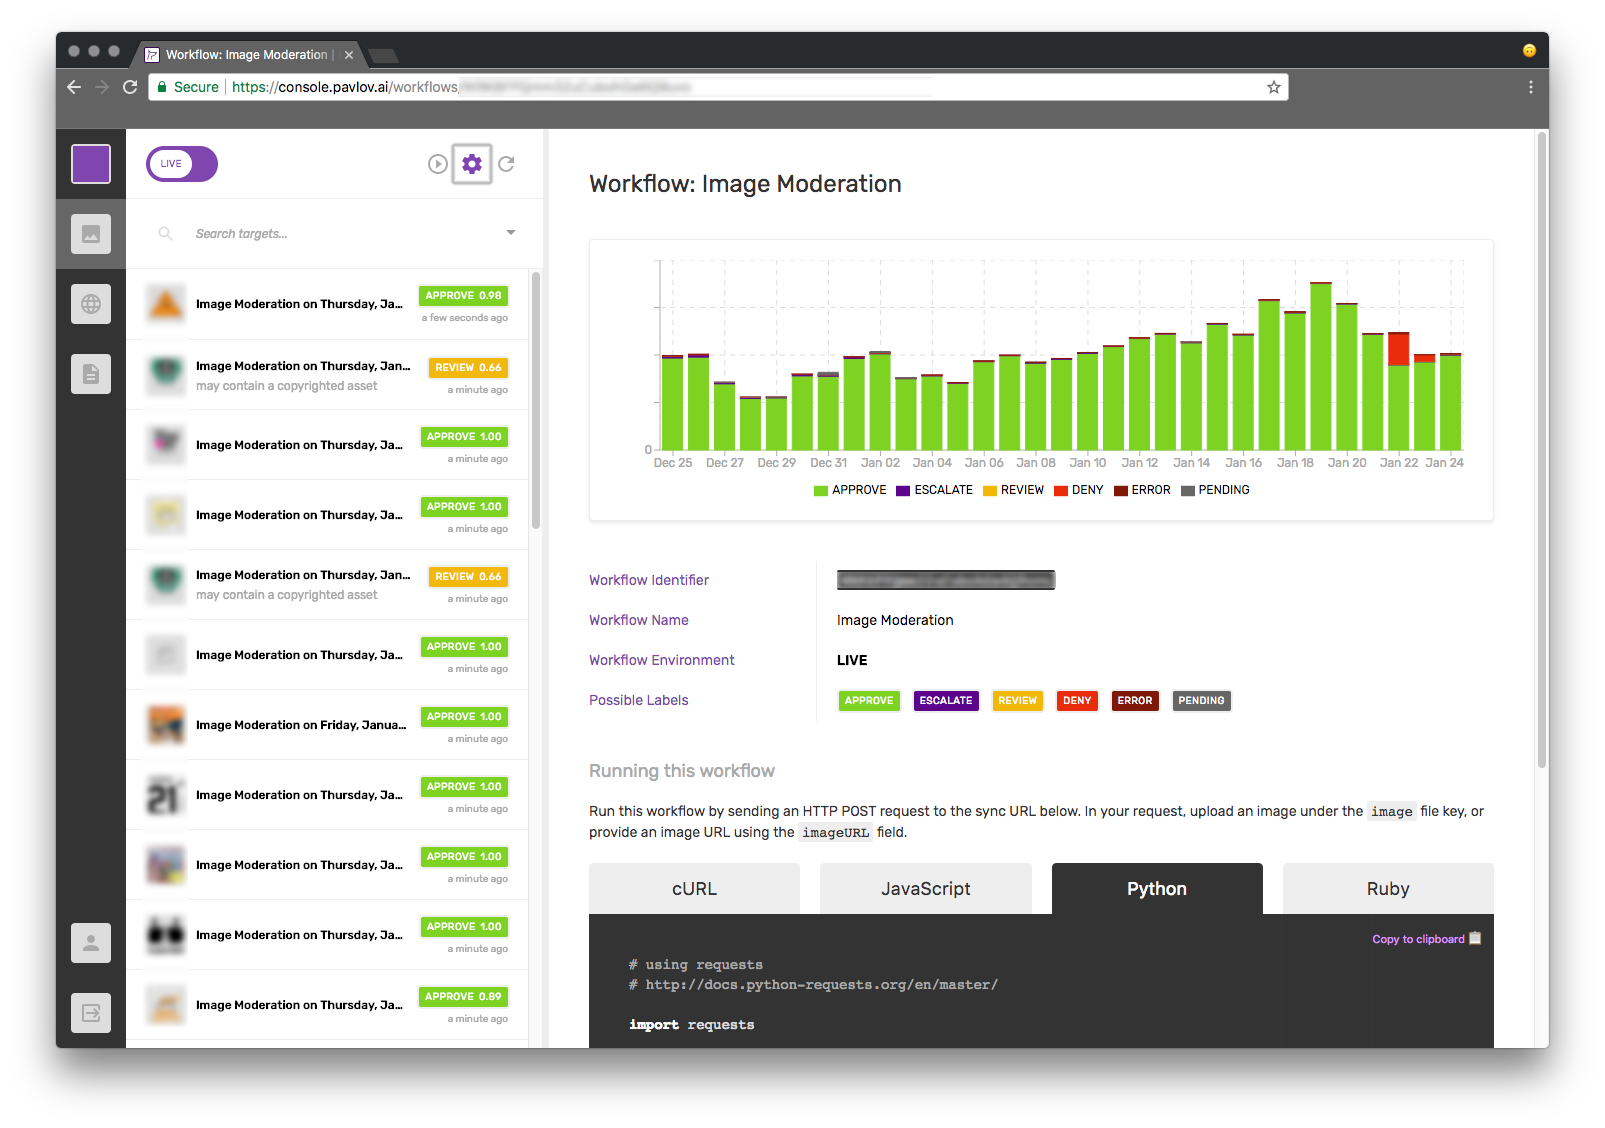 Workflow: Image Moderation |
Secure https://console.pavlov.ai/workflows/
LIVE
Search targets...
Image Moderation on Thursday, Ja...
APPROVE 0.98
a few seconds ago
Image Moderation on Thursday, Jan...
REVIEW 0.66
may contain a copyrighted asset
a minute ago
Image Moderation on Thursday, Ja...
APPROVE 1.00
a minute ago
Image Moderation on Thursday, Ja...
APPROVE 1.00
a minute ago
Image Moderation on Thursday, Jan...
REVIEW 0.66
may contain a copyrighted asset
a minute ago
Image Moderation on Thursday, Ja...
APPROVE 1.00
a minute ago
Image Moderation on Friday, Janua...
APPROVE 1.00
a minute ago
21
Image Moderation on Thursday, Ja...
APPROVE 1.00
a minute ago
Image Moderation on Thursday, Ja...
APPROVE 1.00
a minute ago
Image Moderation on Thursday, Ja...
APPROVE 1.00
a minute ago
Image Moderation on Thursday, Ja...
APPROVE 0.89
a minute ago
Workflow: Image Moderation
0
Dec 25 Dec 27 Dec 29 Dec 31 Jan 02 Jan 04 Jan 06 Jan 08 Jan 10 Jan 12 Jan 14 Jan 16 Jan 18 Jan 20 Jan 22 Jan 24
APPROVE ESCALATE REVIEW DENY ERROR PENDING
Workflow Identifier
Workflow Name Image Moderation
Workflow Environment LIVE
Possible Labels APPROVE ESCALATE REVIEW DENY ERROR PENDING
Running this workflow
Run this workflow by sending an HTTP POST request to the sync URL below. In your request, upload an image under the image file key, or
provide an image URL using the imageURL field.
cURL JavaScript Python Ruby
Copy to clipboard
# using requests
# http://docs.python-requests.org/en/master/
import requests